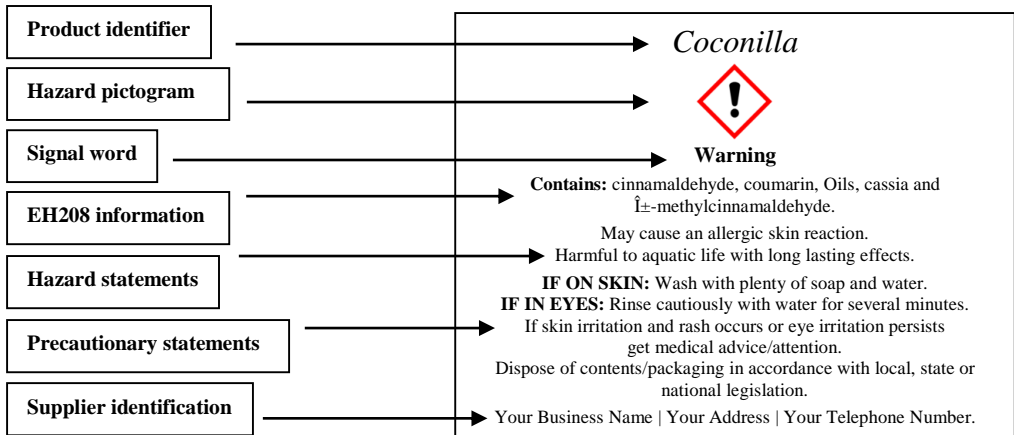 Product identifier
Hazard pictogram
Signal word
EH208 information
Hazard statements
Precautionary statements
Supplier identification
Coconilla
Warning
Contains: cinnamaldehyde, coumarin, Oils, cassia and
Î±-methylcinnamaldehyde.
May cause an allergic skin reaction.
Harmful to aquatic life with long lasting effects.
IF ON SKIN: Wash with plenty of soap and water.
IF IN EYES: Rinse cautiously with water for several minutes.
If skin irritation and rash occurs or eye irritation persists
get medical advice/attention.
Dispose of contents/packaging in accordance with local, state or
national legislation.
Your Business Name | Your Address | Your Telephone Number.